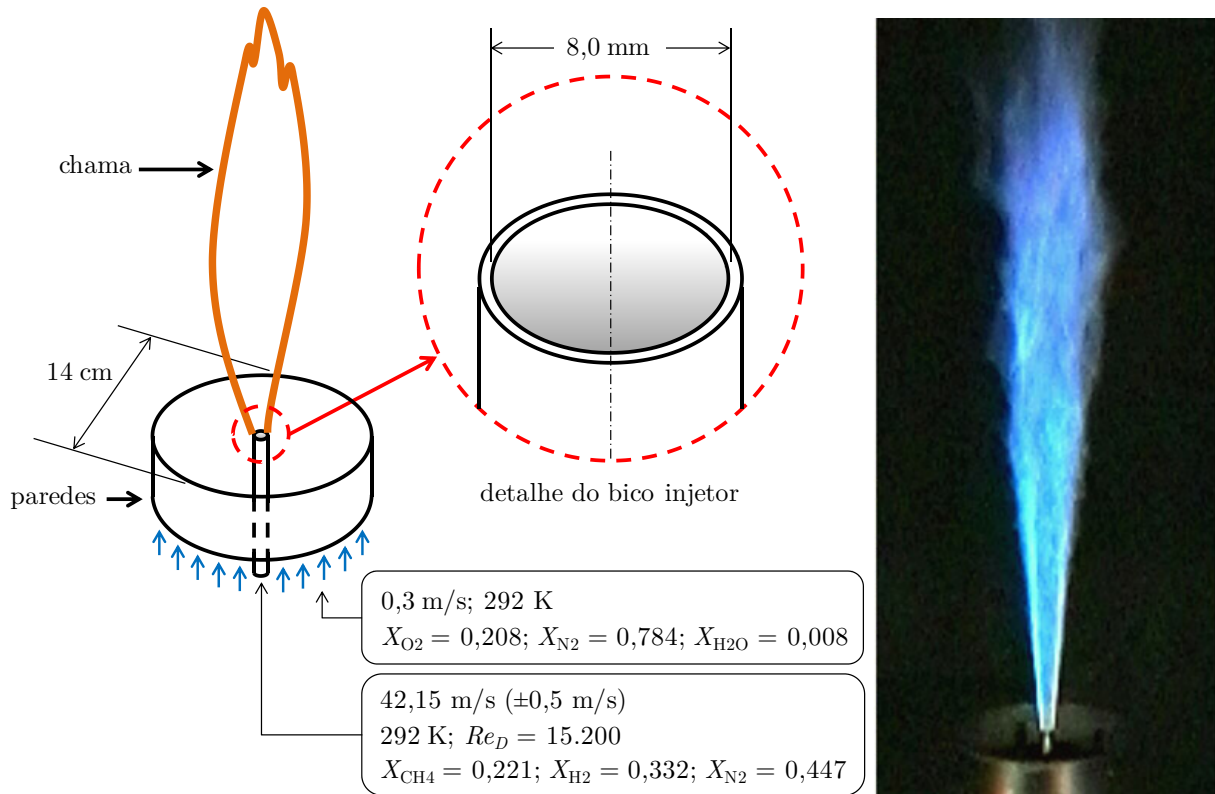 8,0 mm
chama
14 cm
paredes
detalhe do bico injetor
0,3 m/s; 292 K
X_O2 = 0,208; X_N2 = 0,784; X_H2O = 0,008
42,15 m/s (±0,5 m/s)
292 K; Re_D = 15.200
X_CH4 = 0,221; X_H2 = 0,332; X_N2 = 0,447